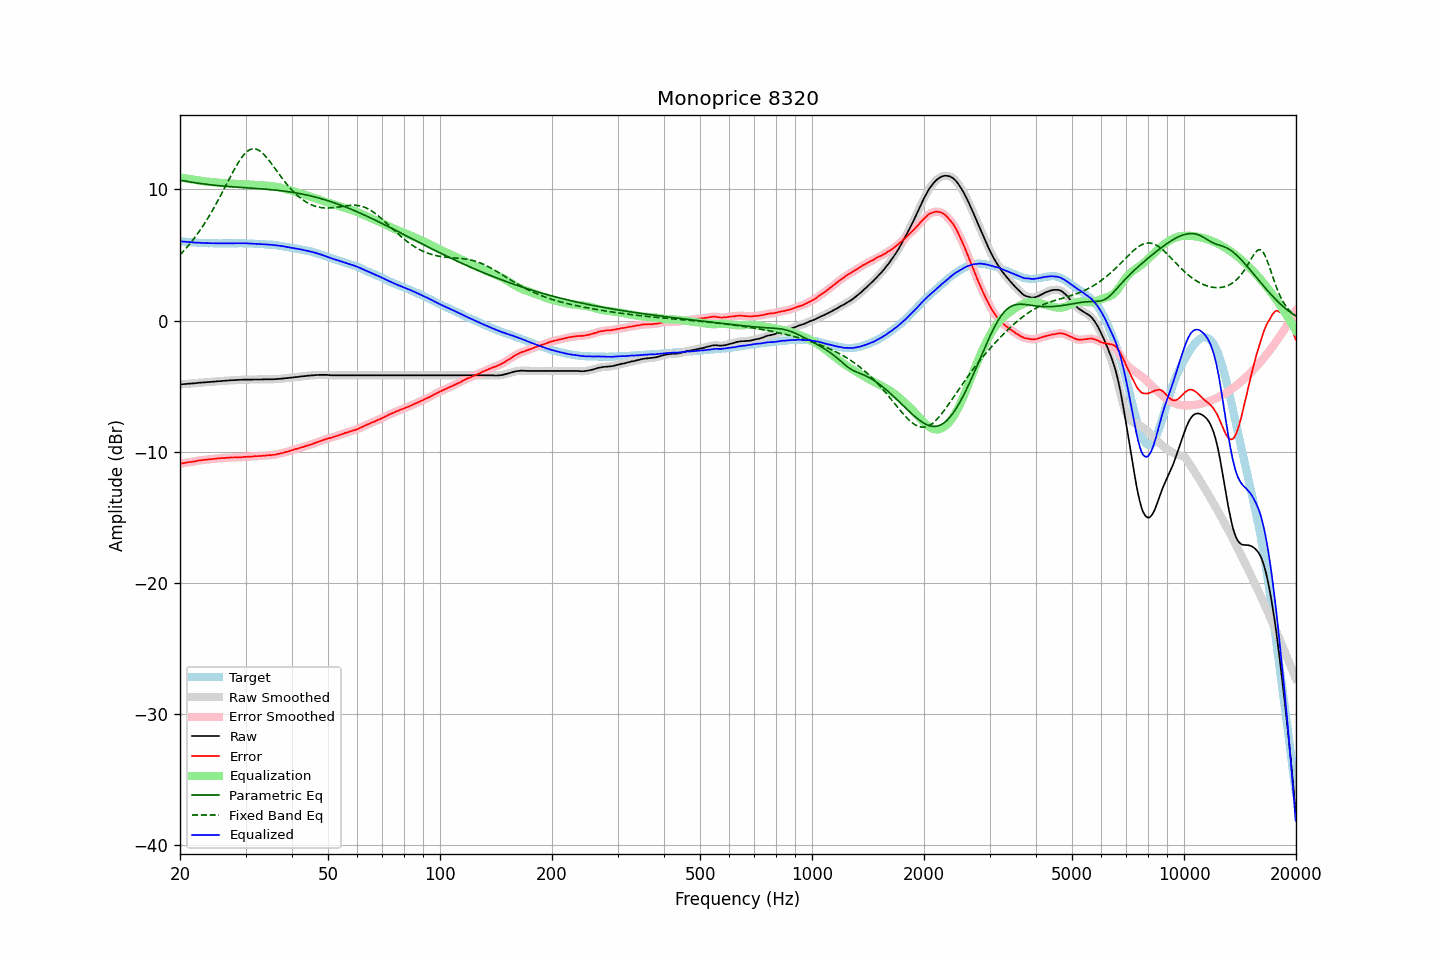 Monoprice 8320
Amplitude (dBr)
10
0
−10
−20
−30
−40
Target
Raw Smoothed
Error Smoothed
Raw
Error
Equalization
Parametric Eq
Fixed Band Eq
Equalized
20 50 100 200 500 1000 2000 5000 10000 20000
Frequency (Hz)